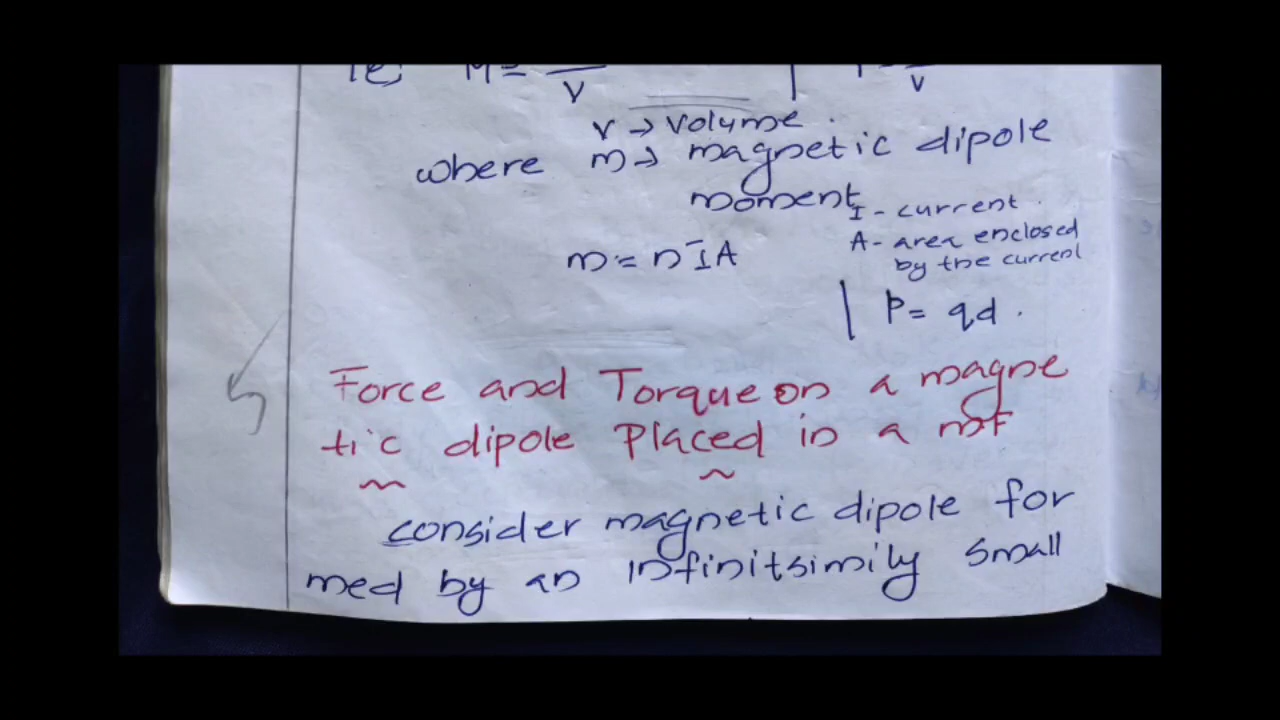 M =
V
V
V → volume.
where m → magnetic dipole
moment
I - current.
A - area enclosed
by the current
m = nIA
| P = qd.
Force and Torque on a magne
tic dipole Placed in a mF
consider magnetic dipole for
med by an infinitsimily small